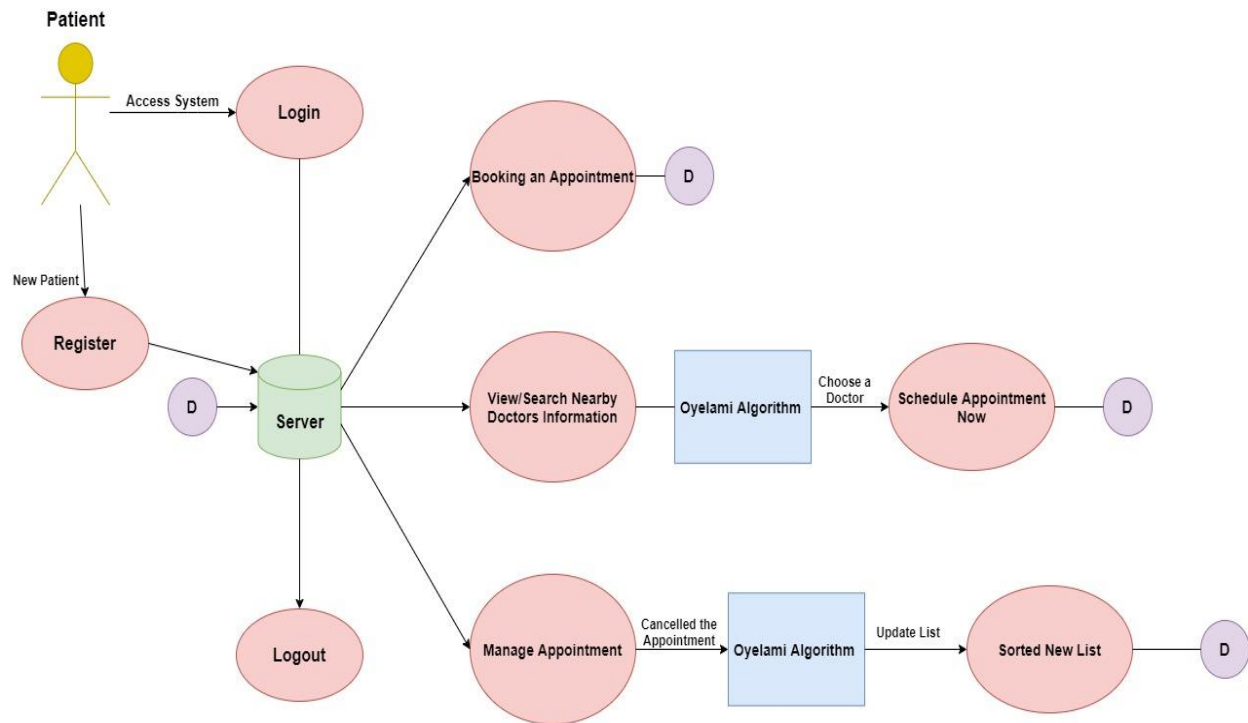 Patient
Access System
Login
Booking an Appointment
D
New Patient
Register
D
Server
View/Search Nearby
Doctors Information
Oyelami Algorithm
Choose a
Doctor
Schedule Appointment
Now
D
Logout
Manage Appointment
Cancelled the
Appointment
Oyelami Algorithm
Update List
Sorted New List
D